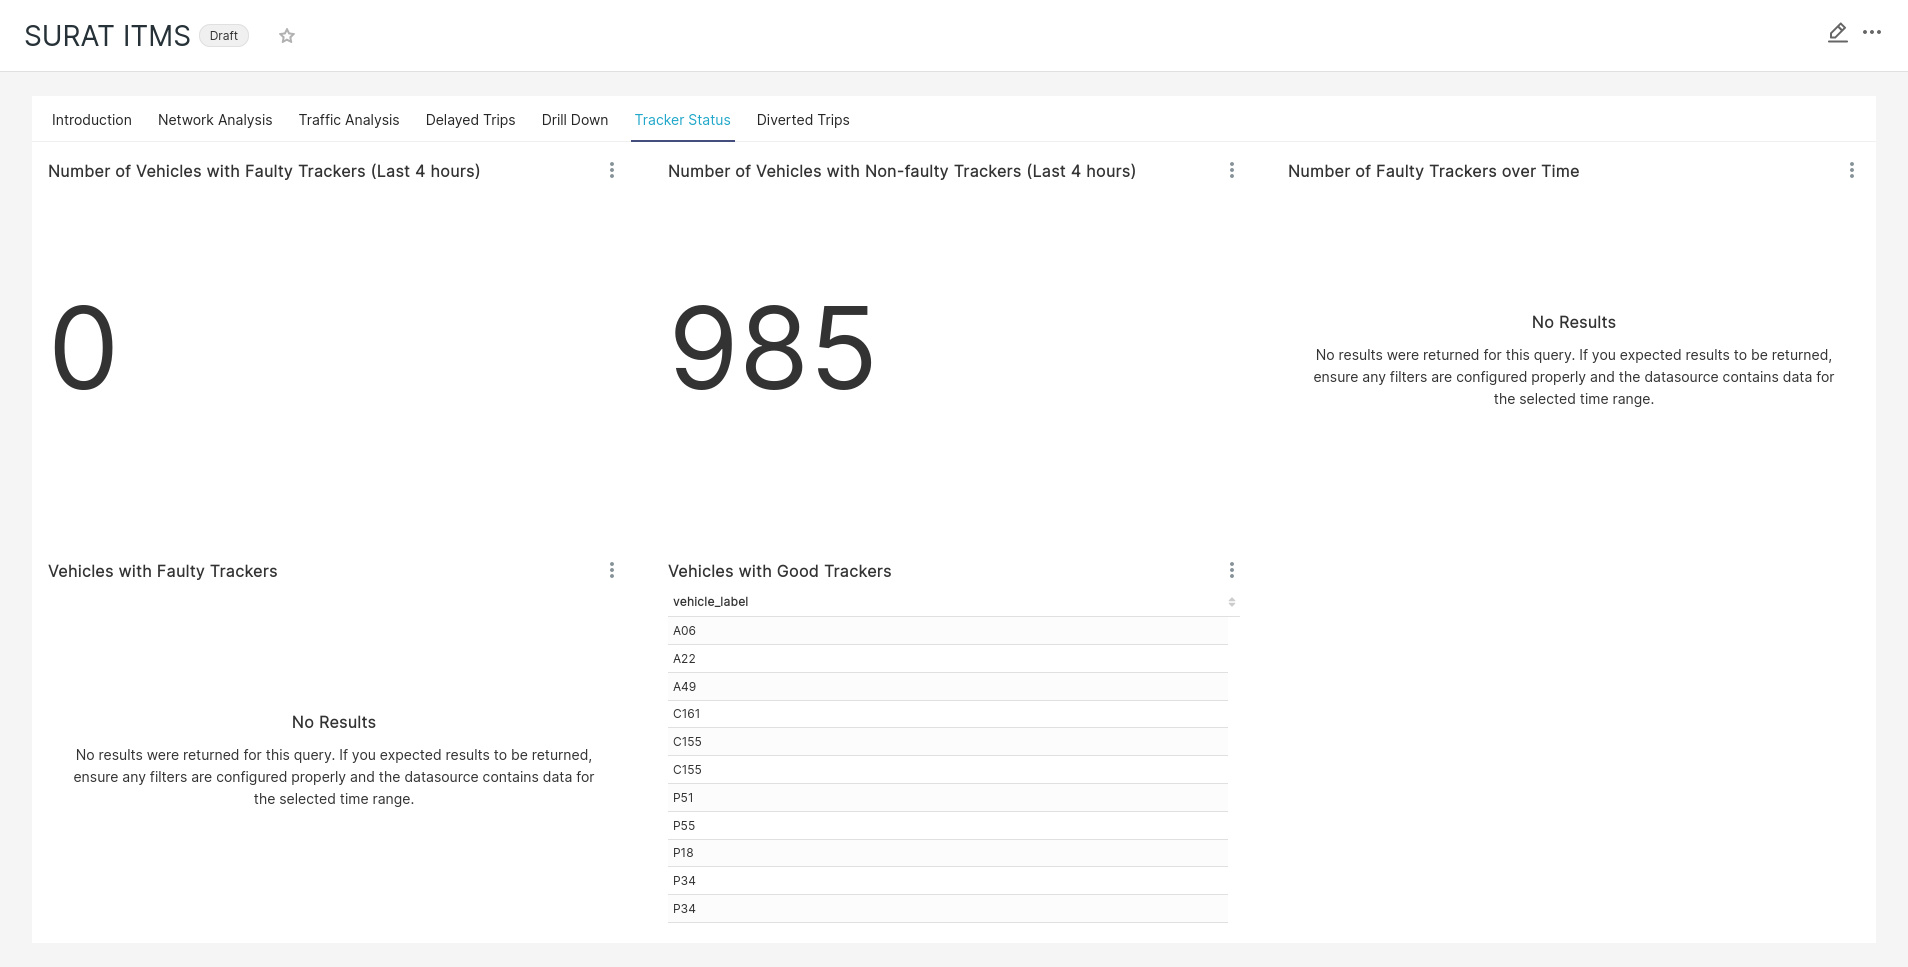 SURAT ITMS
Draft
Introduction
Network Analysis
Traffic Analysis
Delayed Trips
Drill Down
Tracker Status
Diverted Trips
Number of Vehicles with Faulty Trackers (Last 4 hours)
0
Number of Vehicles with Non-faulty Trackers (Last 4 hours)
985
Number of Faulty Trackers over Time
No Results
No results were returned for this query. If you expected results to be returned,
ensure any filters are configured properly and the datasource contains data for
the selected time range.
Vehicles with Faulty Trackers
No Results
No results were returned for this query. If you expected results to be returned,
ensure any filters are configured properly and the datasource contains data for
the selected time range.
Vehicles with Good Trackers
vehicle_label
A06
A22
A49
C161
C155
C155
P51
P55
P18
P34
P34